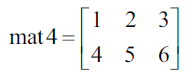 mat4 = [1 2 3
4 5 6]